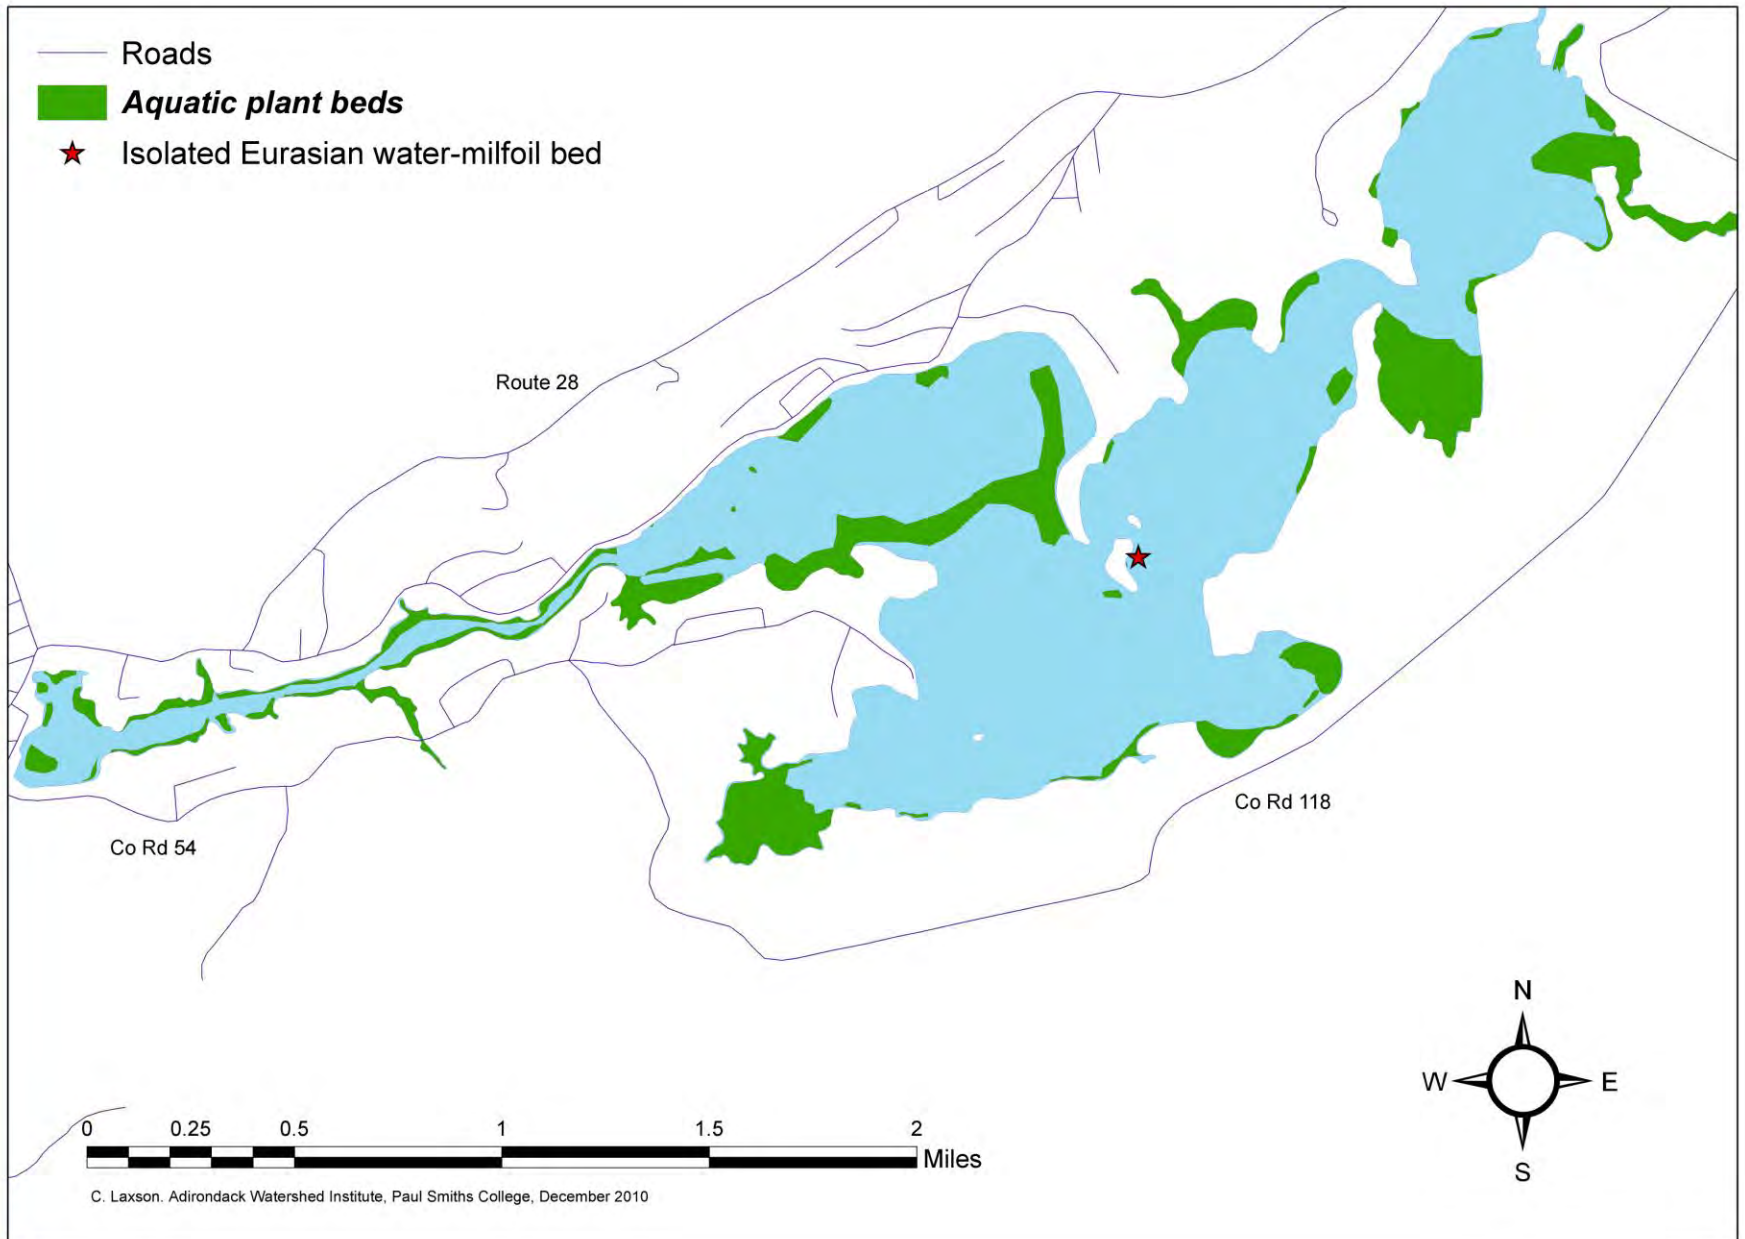 Roads
Aquatic plant beds
Isolated Eurasian water-milfoil bed
Route 28
Co Rd 118
Co Rd 54
N
W E
S
0 0.25 0.5 1 1.5 2
Miles
C. Laxson. Adirondack Watershed Institute, Paul Smiths College, December 2010